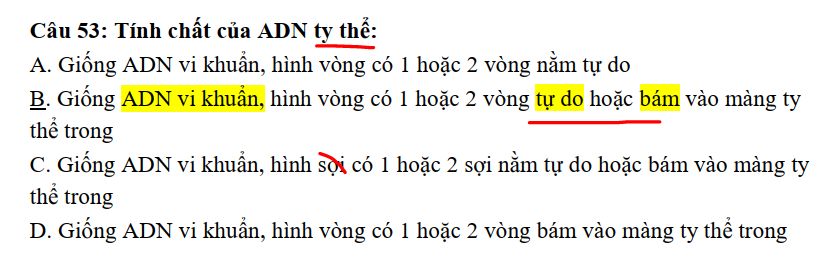 Câu 53: Tính chất của ADN ty thể:
A. Giống ADN vi khuẩn, hình vòng có 1 hoặc 2 vòng nằm tự do
B. Giống ADN vi khuẩn, hình vòng có 1 hoặc 2 vòng tự do hoặc bám vào màng ty
thể trong
C. Giống ADN vi khuẩn, hình sợi có 1 hoặc 2 sợi nằm tự do hoặc bám vào màng ty
thể trong
D. Giống ADN vi khuẩn, hình vòng có 1 hoặc 2 vòng bám vào màng ty thể trong